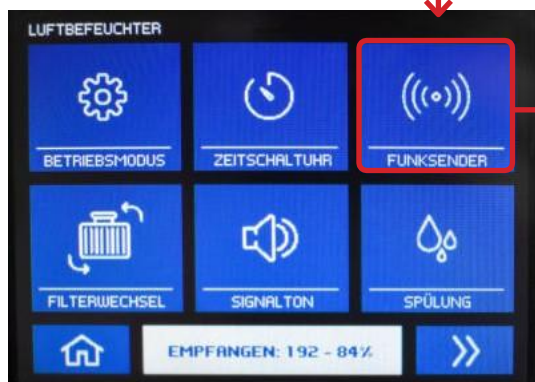 LUFTBEFEUCHTER
BETRIEBSMODUS
ZEITSCHALTUHR
FUNKSENDER
FILTERWECHSEL
SIGNALTON
SPÜLUNG
EMPFANGEN: 192 - 84%